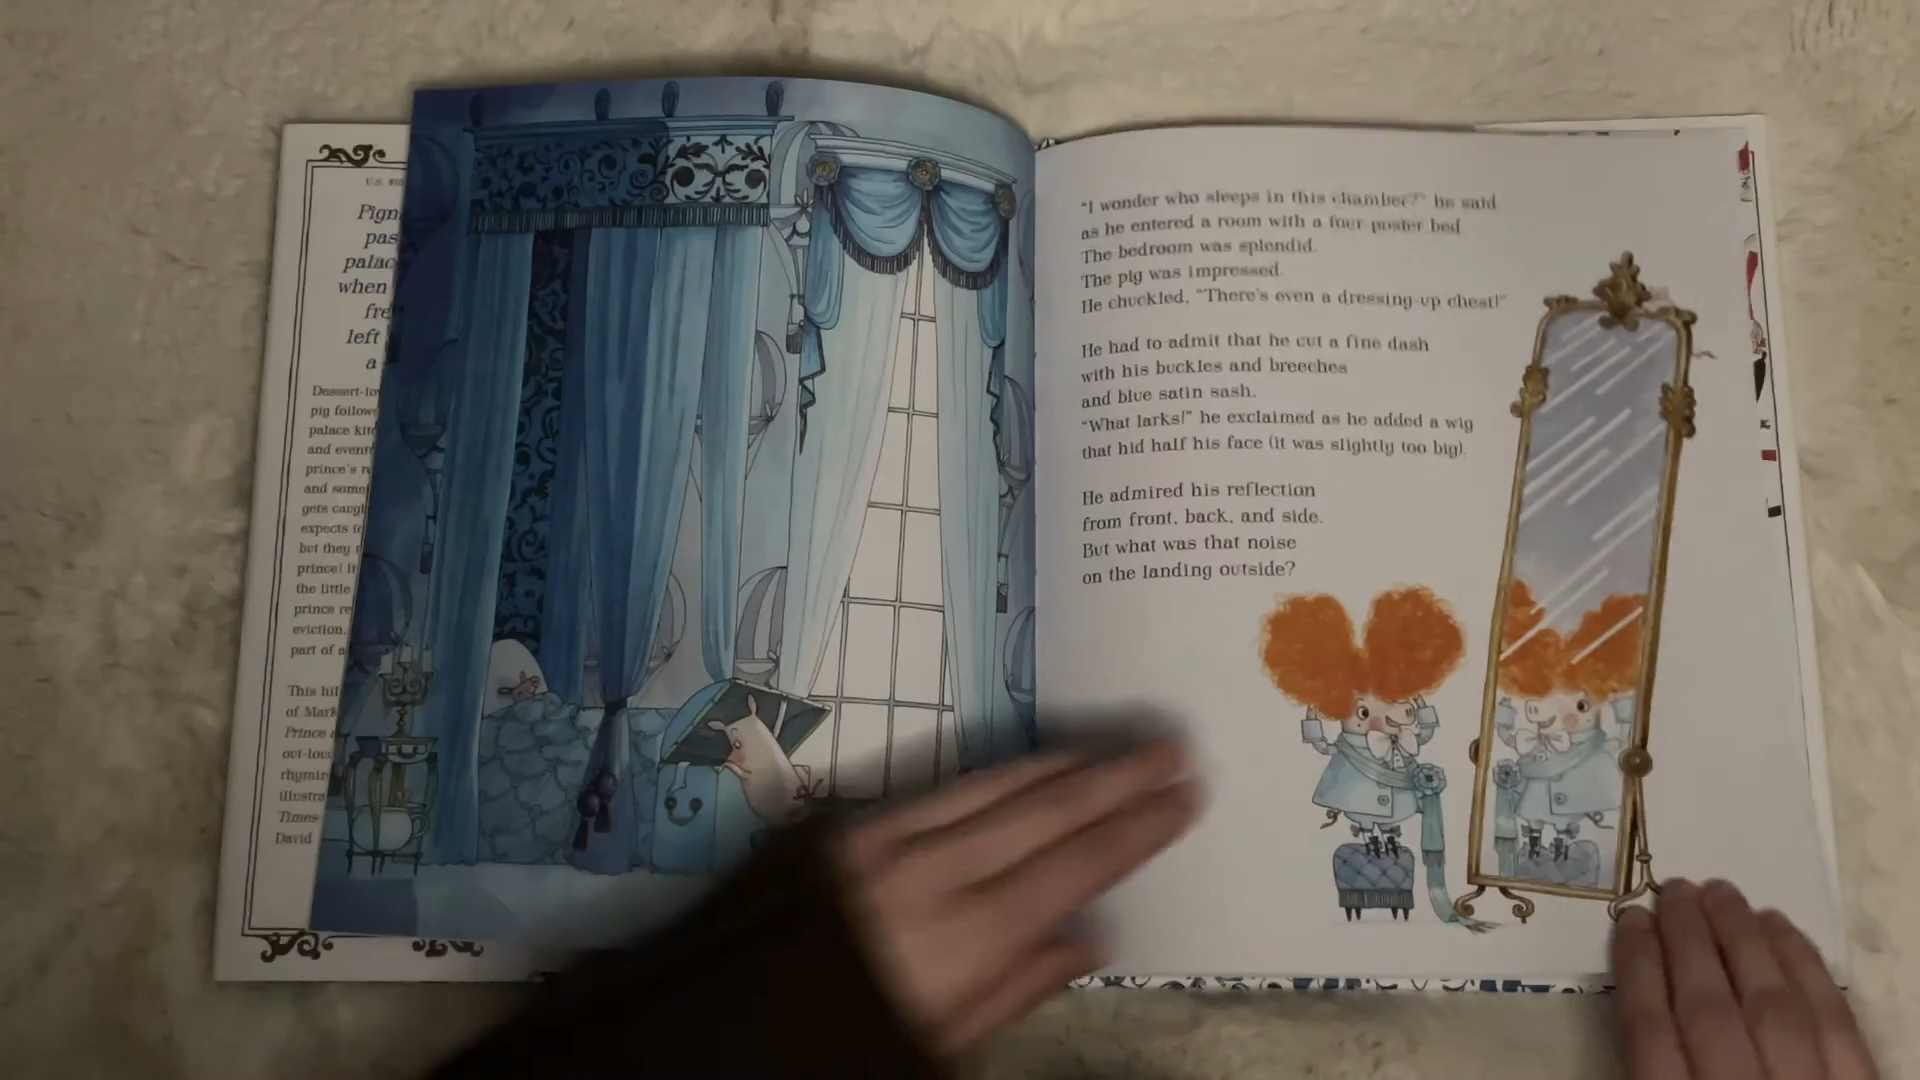 U.S.
Pign
pas
palac
when
fre
left
a
Dessert-lo
pig follow
palace kit
and event
prince's r
and some
gets caugh
expects to
but they r
prince! It
the little
prince re
eviction.
part of a
This hil
of Mark
Prince
out-lou
rhymin
illustra
Times
David
"I wonder who sleeps in this chamber?" he said
as he entered a room with a four-poster bed.
The bedroom was splendid.
The pig was impressed.
He chuckled, "There's even a dressing-up chest!"
He had to admit that he cut a fine dash
with his buckles and breeches
and blue satin sash.
"What larks!" he exclaimed as he added a wig
that hid half his face (it was slightly too big).
He admired his reflection
from front, back, and side.
But what was that noise
on the landing outside?